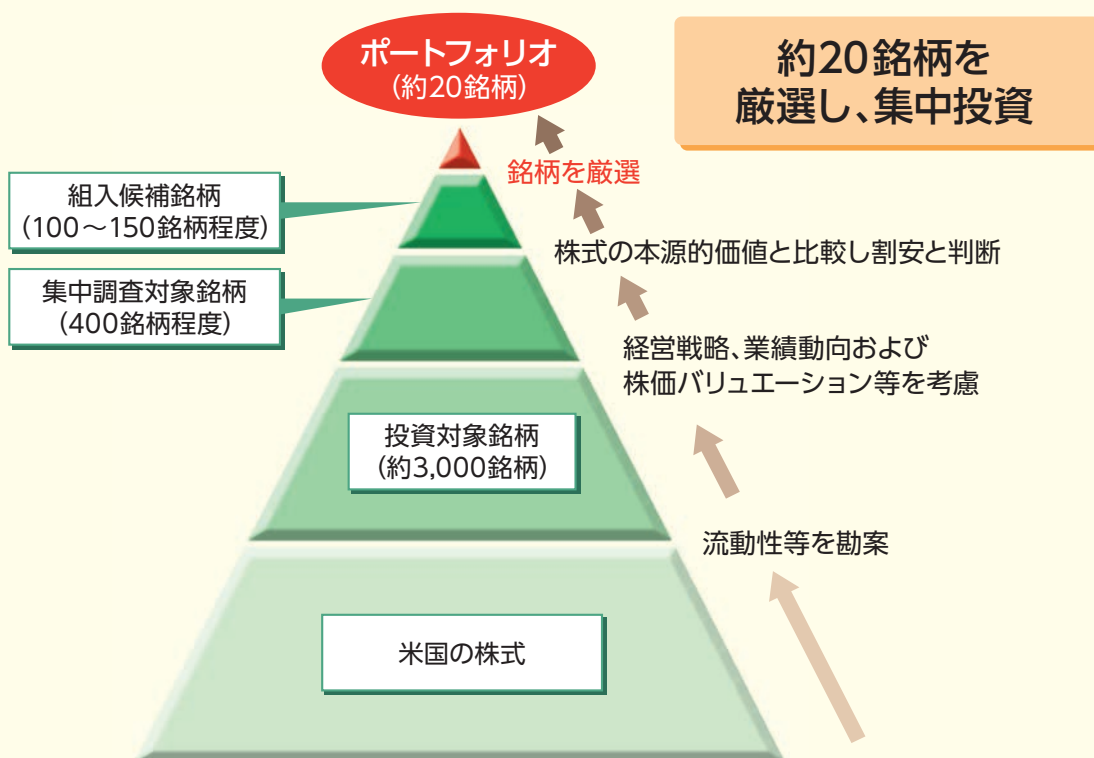 ポートフォリオ
(約20銘柄)
約20銘柄を
厳選し、集中投資
銘柄を厳選
組入候補銘柄
(100～150銘柄程度)
株式の本源的価値と比較し割安と判断
集中調査対象銘柄
(400銘柄程度)
経営戦略、業績動向および
株価バリュエーション等を考慮
投資対象銘柄
(約3,000銘柄)
流動性等を勘案
米国の株式